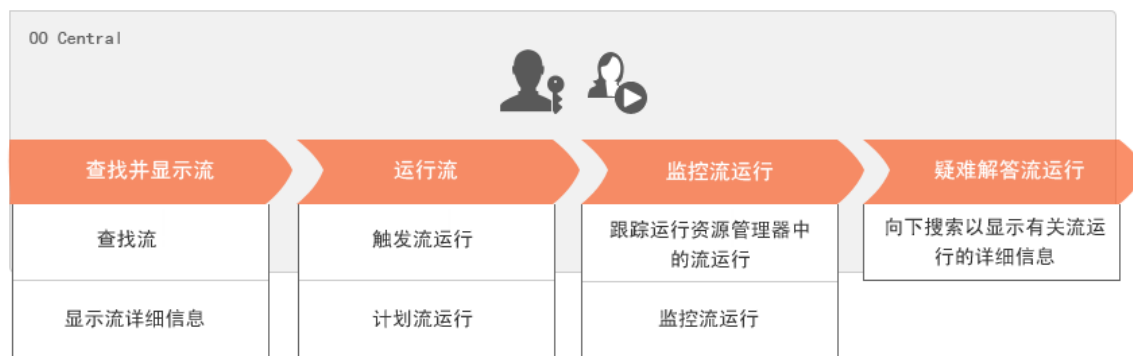 OO Central
查找并显示流
运行流
监控流运行
疑难解答流运行
查找流
触发流运行
跟踪运行资源管理器中
的流运行
向下搜索以显示有关流运
行的详细信息
显示流详细信息
计划流运行
监控流运行